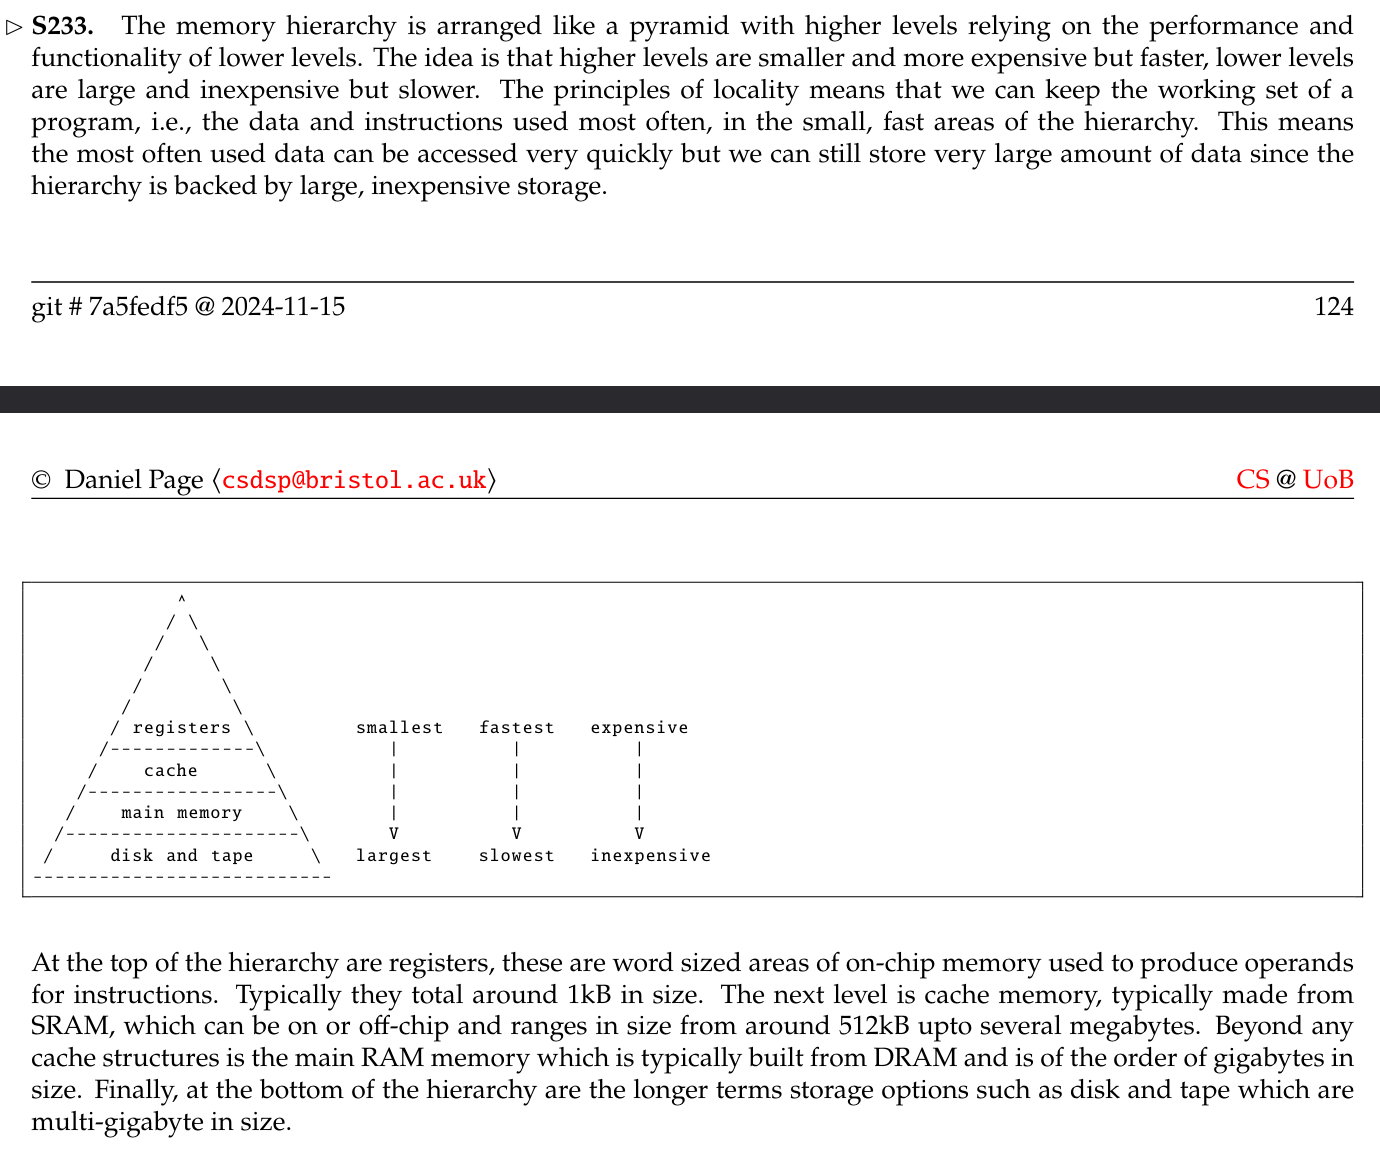 ▷ S233. The memory hierarchy is arranged like a pyramid with higher levels relying on the performance and
functionality of lower levels. The idea is that higher levels are smaller and more expensive but faster, lower levels
are large and inexpensive but slower. The principles of locality means that we can keep the working set of a
program, i.e., the data and instructions used most often, in the small, fast areas of the hierarchy. This means
the most often used data can be accessed very quickly but we can still store very large amount of data since the
hierarchy is backed by large, inexpensive storage.
git # 7a5fedf5 @ 2024-11-15 124
© Daniel Page ⟨csdsp@bristol.ac.uk⟩ CS @ UoB
             ^
            / \
           /   \
          /     \
         /       \
        /         \
       / registers \         smallest   fastest   expensive
      /-------------\           |          |          |
     /    cache      \          |          |          |
    /-----------------\         |          |          |
   /    main memory    \        |          |          |
  /---------------------\       V          V          V
 /     disk and tape     \   largest    slowest   inexpensive
---------------------------
At the top of the hierarchy are registers, these are word sized areas of on-chip memory used to produce operands
for instructions. Typically they total around 1kB in size. The next level is cache memory, typically made from
SRAM, which can be on or off-chip and ranges in size from around 512kB upto several megabytes. Beyond any
cache structures is the main RAM memory which is typically built from DRAM and is of the order of gigabytes in
size. Finally, at the bottom of the hierarchy are the longer terms storage options such as disk and tape which are
multi-gigabyte in size.